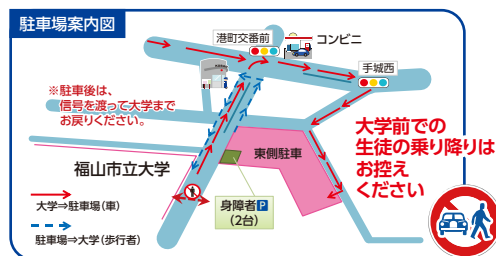 駐車場案内図
港町交番前
コンビニ
手城西
※駐車後は、
信号を渡って大学まで
お戻りください。
大学前での
生徒の乗り降りは
お控え
ください
福山市立大学
東側駐車
身障者P
(2台)
大学⇒駐車場(車)
駐車場⇒大学(歩行者)